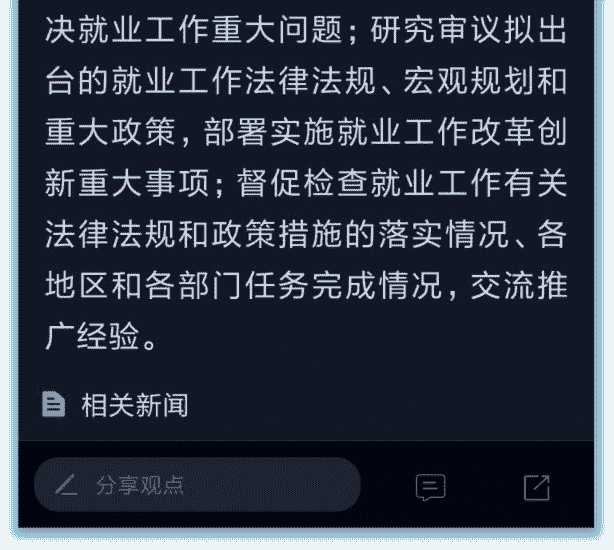 决就业工作重大问题；研究审议拟出
台的就业工作法律法规、宏观规划和
重大政策，部署实施就业工作改革创
新重大事项；督促检查就业工作有关
法律法规和政策措施的落实情况、各
地区和各部门任务完成情况，交流推
广经验。
相关新闻
分享观点